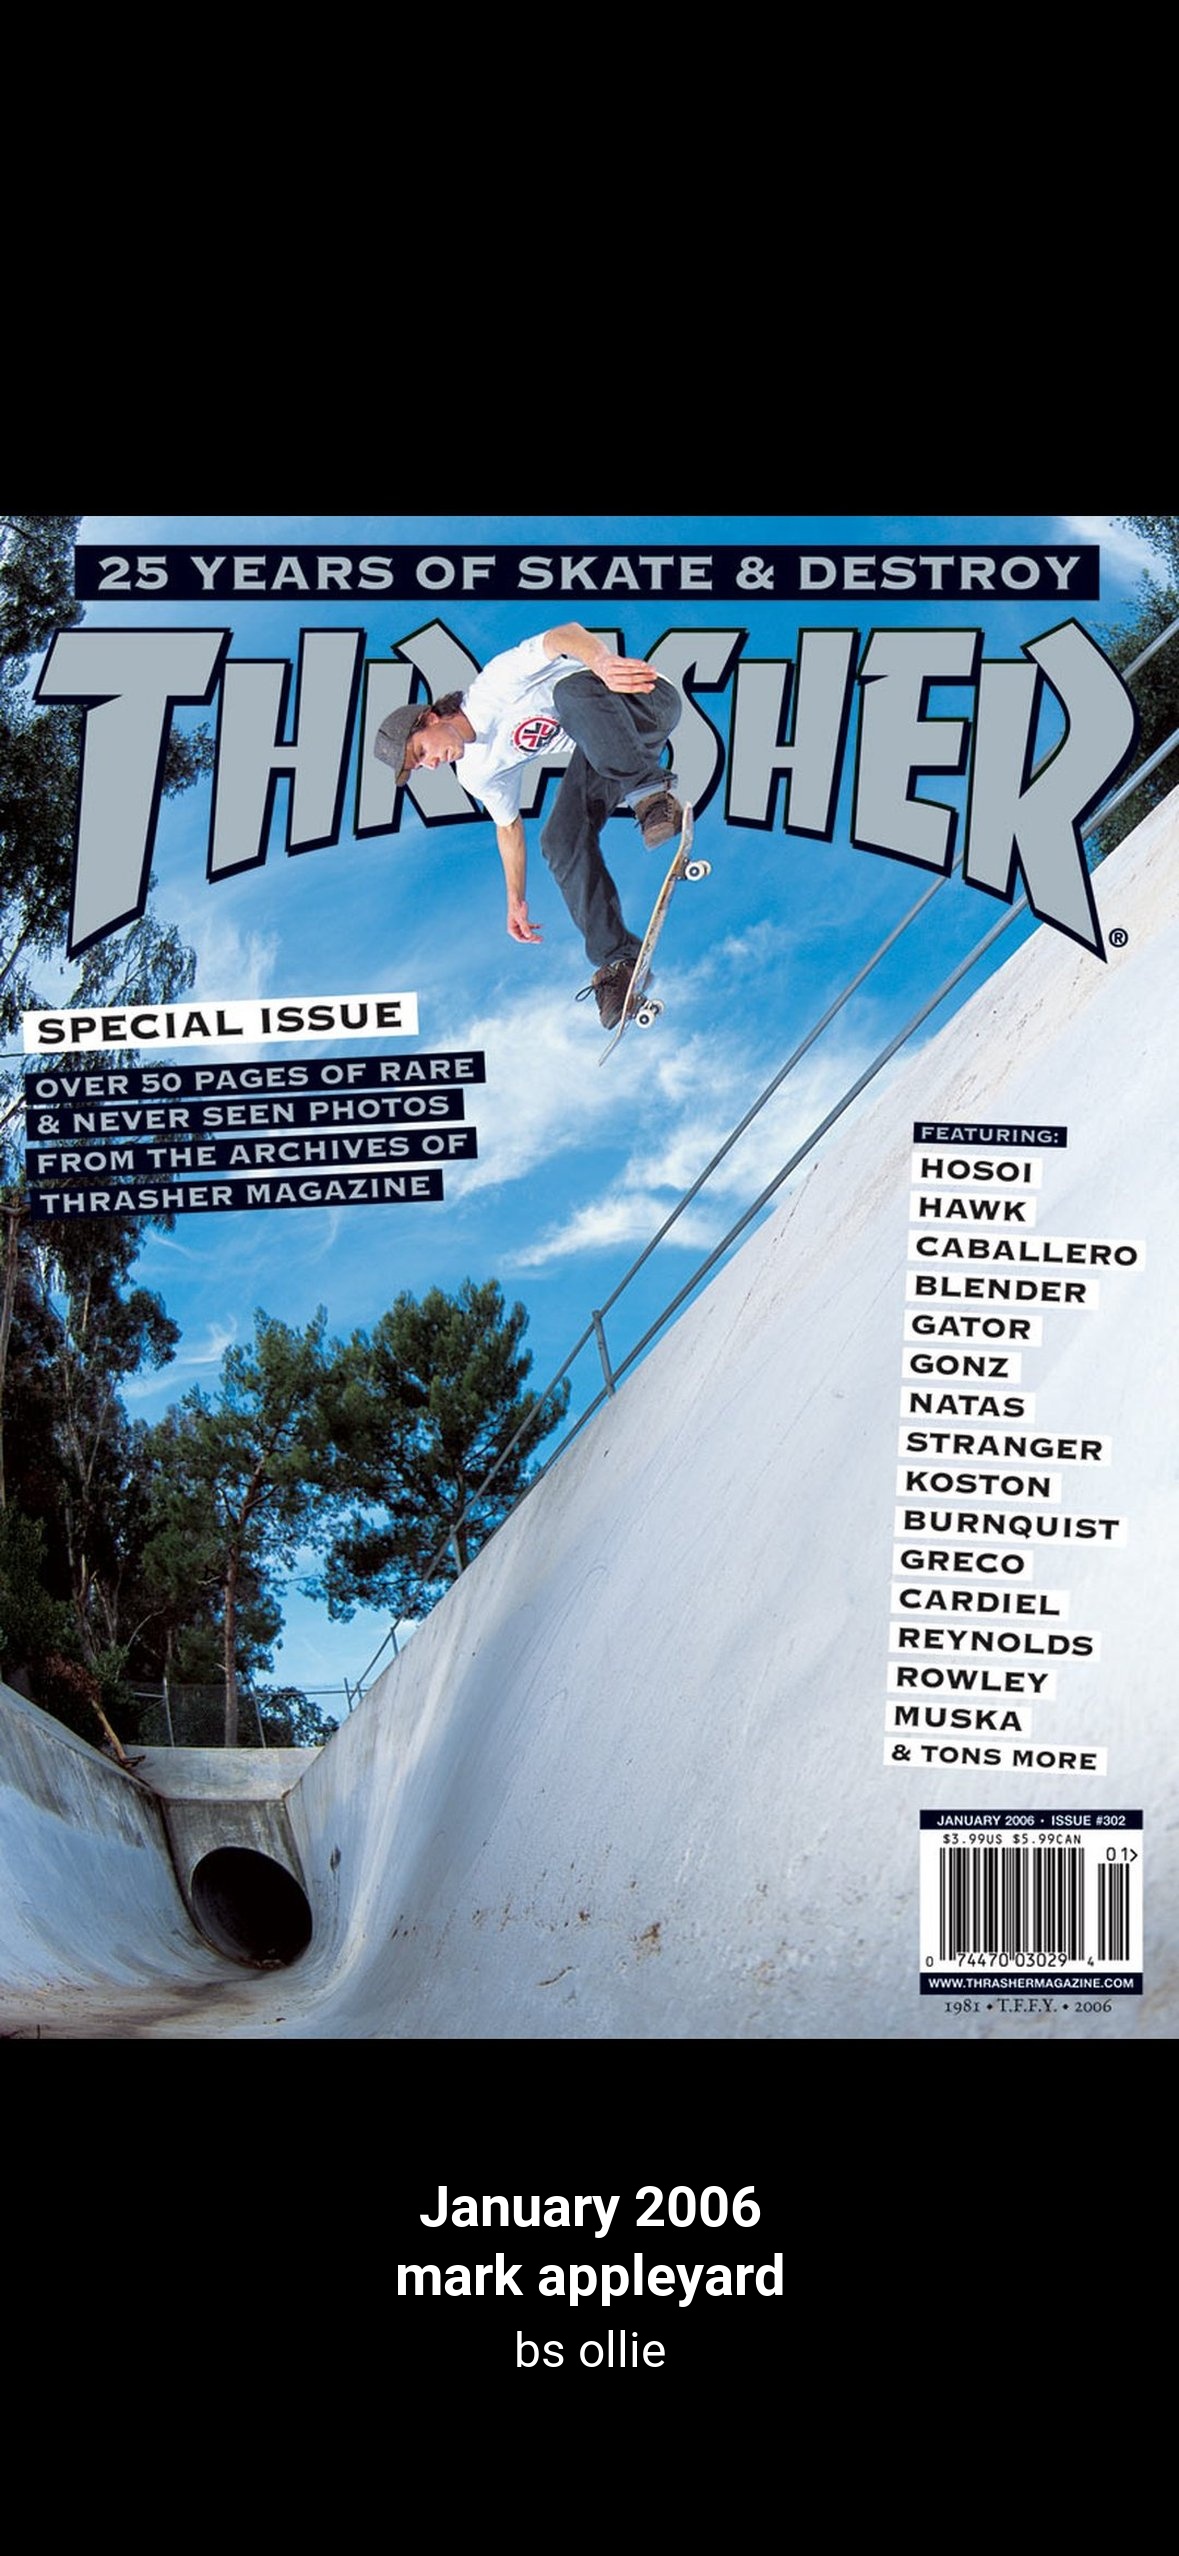 25 YEARS OF SKATE & DESTROY
THRASHER®
SPECIAL ISSUE
OVER 50 PAGES OF RARE
& NEVER SEEN PHOTOS
FROM THE ARCHIVES OF
THRASHER MAGAZINE
FEATURING:
HOSOI
HAWK
CABALLERO
BLENDER
GATOR
GONZ
NATAS
STRANGER
KOSTON
BURNQUIST
GRECO
CARDIEL
REYNOLDS
ROWLEY
MUSKA
& TONS MORE
JANUARY 2006 • ISSUE #302
$3.99US $5.99CAN
01>
0 74470 03029 4
WWW.THRASHERMAGAZINE.COM
1981 • T.F.F.Y. • 2006
January 2006
mark appleyard
bs ollie